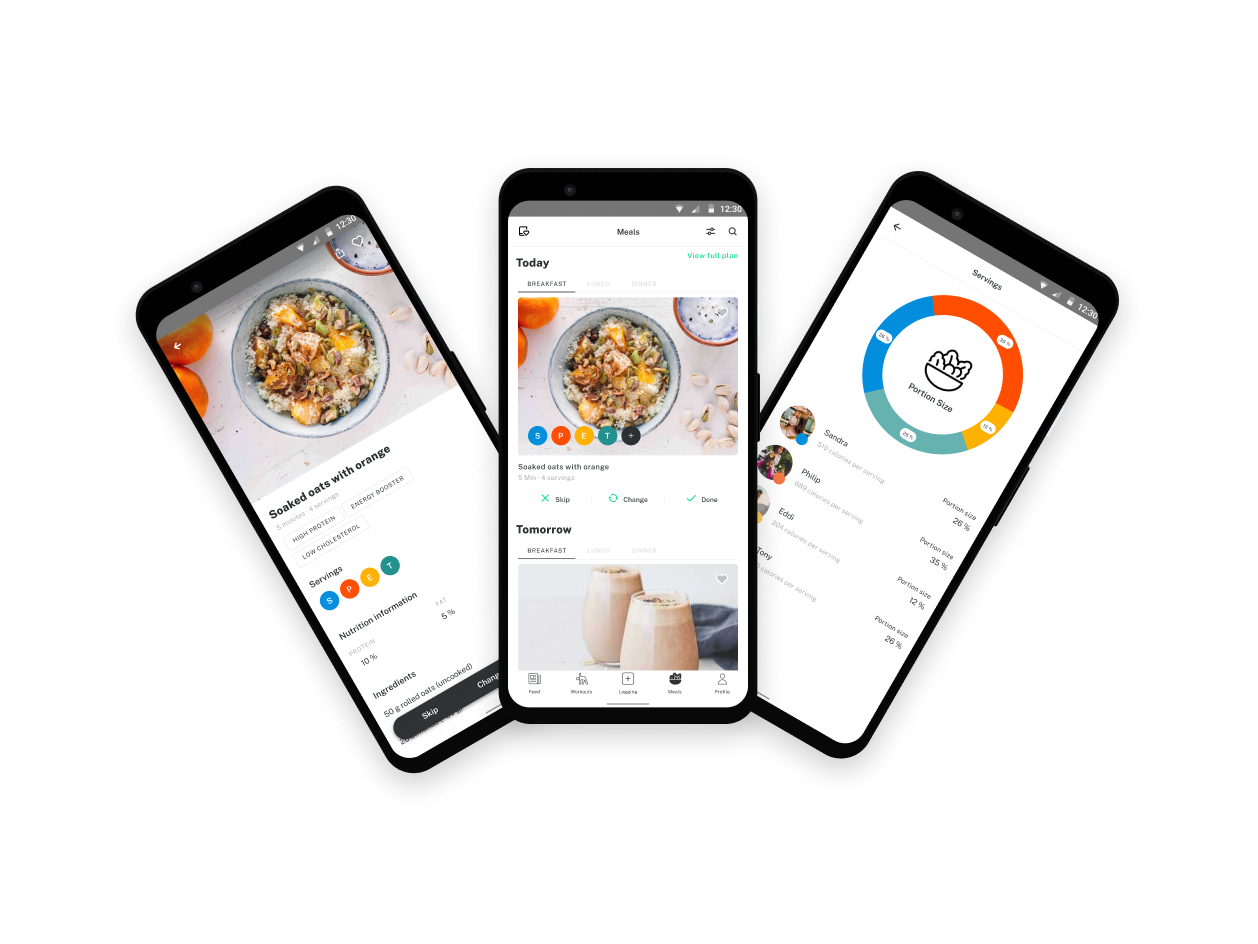 12:30
Soaked oats with orange
5 minutes · 4 servings
HIGH PROTEIN
ENERGY BOOSTER
LOW CHOLESTEROL
Servings
S
P
E
T
Nutrition information
PROTEIN
10 %
FAT
5 %
Ingredients
50 g rolled oats (uncooked)
Skip
12:30
Meals
Today
View full plan
BREAKFAST
LUNCH
DINNER
S
P
E
T
+
Soaked oats with orange
5 Min · 4 servings
Skip
Change
Done
Tomorrow
BREAKFAST
LUNCH
DINNER
Feed
Workouts
Logging
Meals
Profile
12:30
Servings
35 %
12 %
Portion Size
Sandra
510 calories per serving
Portion size
26 %
Philip
689 calories per serving
Portion size
35 %
Eddi
204 calories per serving
Portion size
12 %
Tony
calories per serving
Portion size
26 %